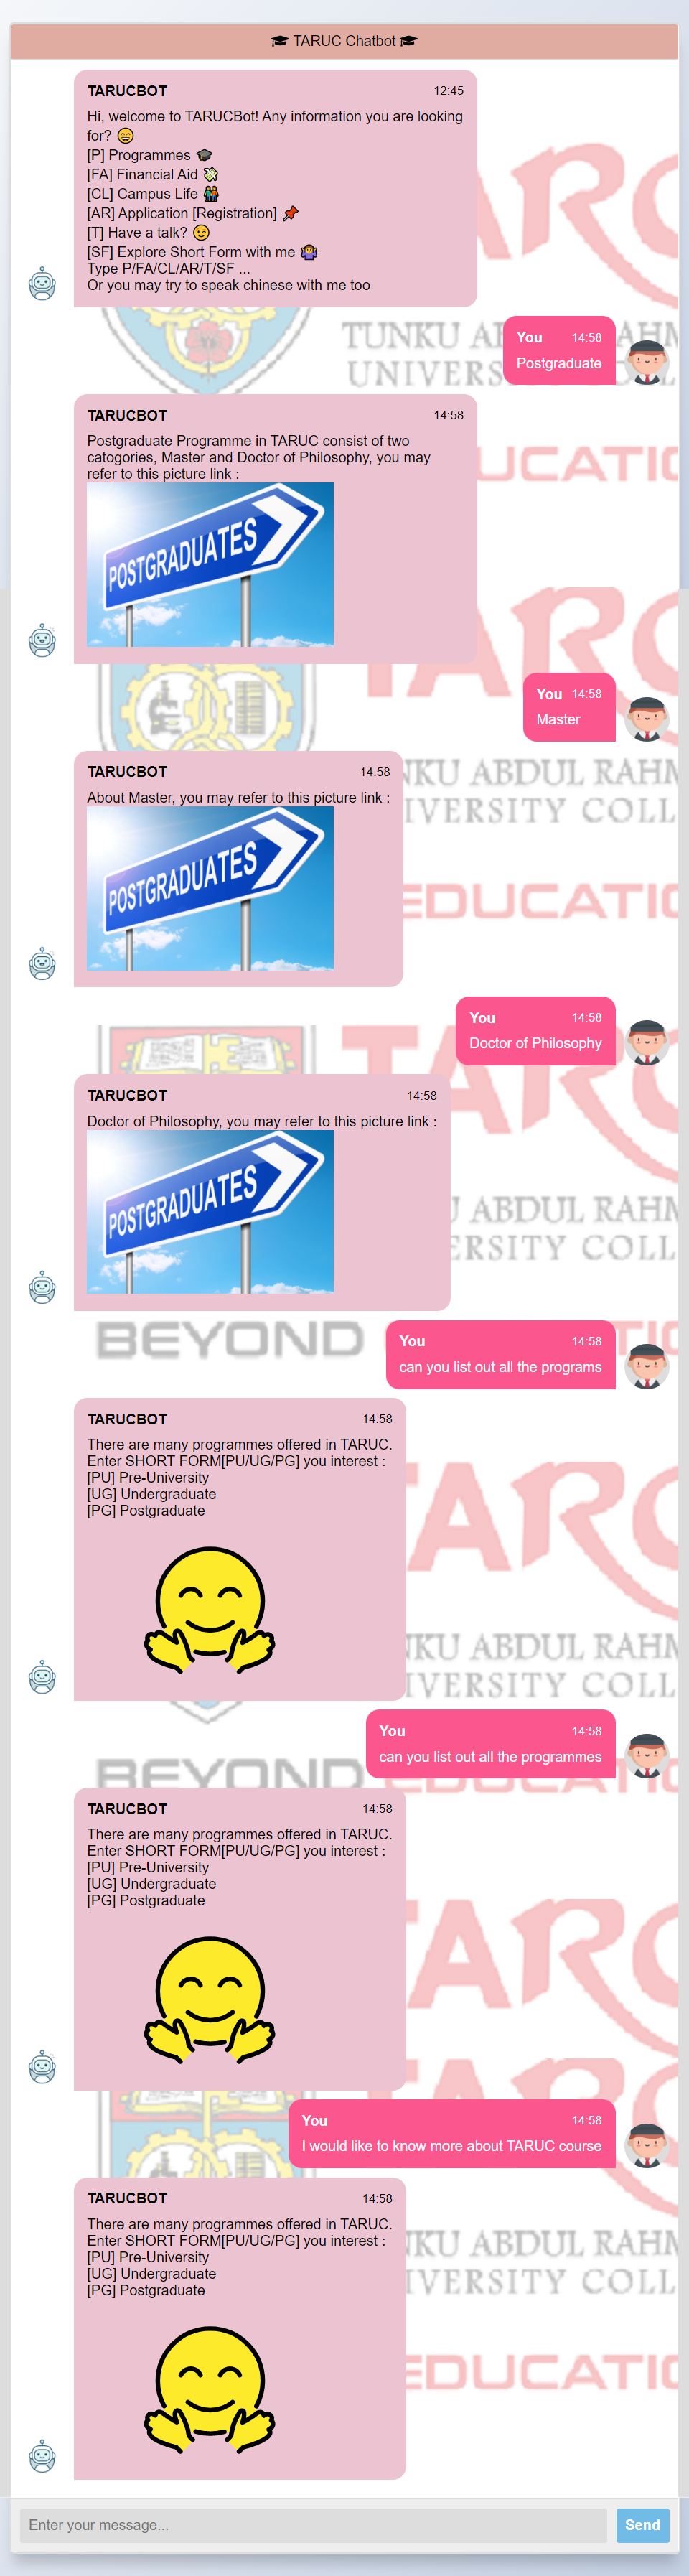 TARUC Chatbot
TARUCBOT 12:45
Hi, welcome to TARUCBot! Any information you are looking
for? 😄
[P] Programmes 🎓
[FA] Financial Aid 💸
[CL] Campus Life 👫
[AR] Application [Registration] 📌
[T] Have a talk? 😉
[SF] Explore Short Form with me 🤷
Type P/FA/CL/AR/T/SF ...
Or you may try to speak chinese with me too
You 14:58
Postgraduate
TARUCBOT 14:58
Postgraduate Programme in TARUC consist of two
catogories, Master and Doctor of Philosophy, you may
refer to this picture link :
POSTGRADUATES
You 14:58
Master
TARUCBOT 14:58
About Master, you may refer to this picture link :
POSTGRADUATES
You 14:58
Doctor of Philosophy
TARUCBOT 14:58
Doctor of Philosophy, you may refer to this picture link :
POSTGRADUATES
BEYOND
You 14:58
can you list out all the programs
TARUCBOT 14:58
There are many programmes offered in TARUC.
Enter SHORT FORM[PU/UG/PG] you interest :
[PU] Pre-University
[UG] Undergraduate
[PG] Postgraduate
You 14:58
can you list out all the programmes
BEYOND
TARUCBOT 14:58
There are many programmes offered in TARUC.
Enter SHORT FORM[PU/UG/PG] you interest :
[PU] Pre-University
[UG] Undergraduate
[PG] Postgraduate
You 14:58
I would like to know more about TARUC course
TARUCBOT 14:58
There are many programmes offered in TARUC.
Enter SHORT FORM[PU/UG/PG] you interest :
[PU] Pre-University
[UG] Undergraduate
[PG] Postgraduate
Enter your message...
Send